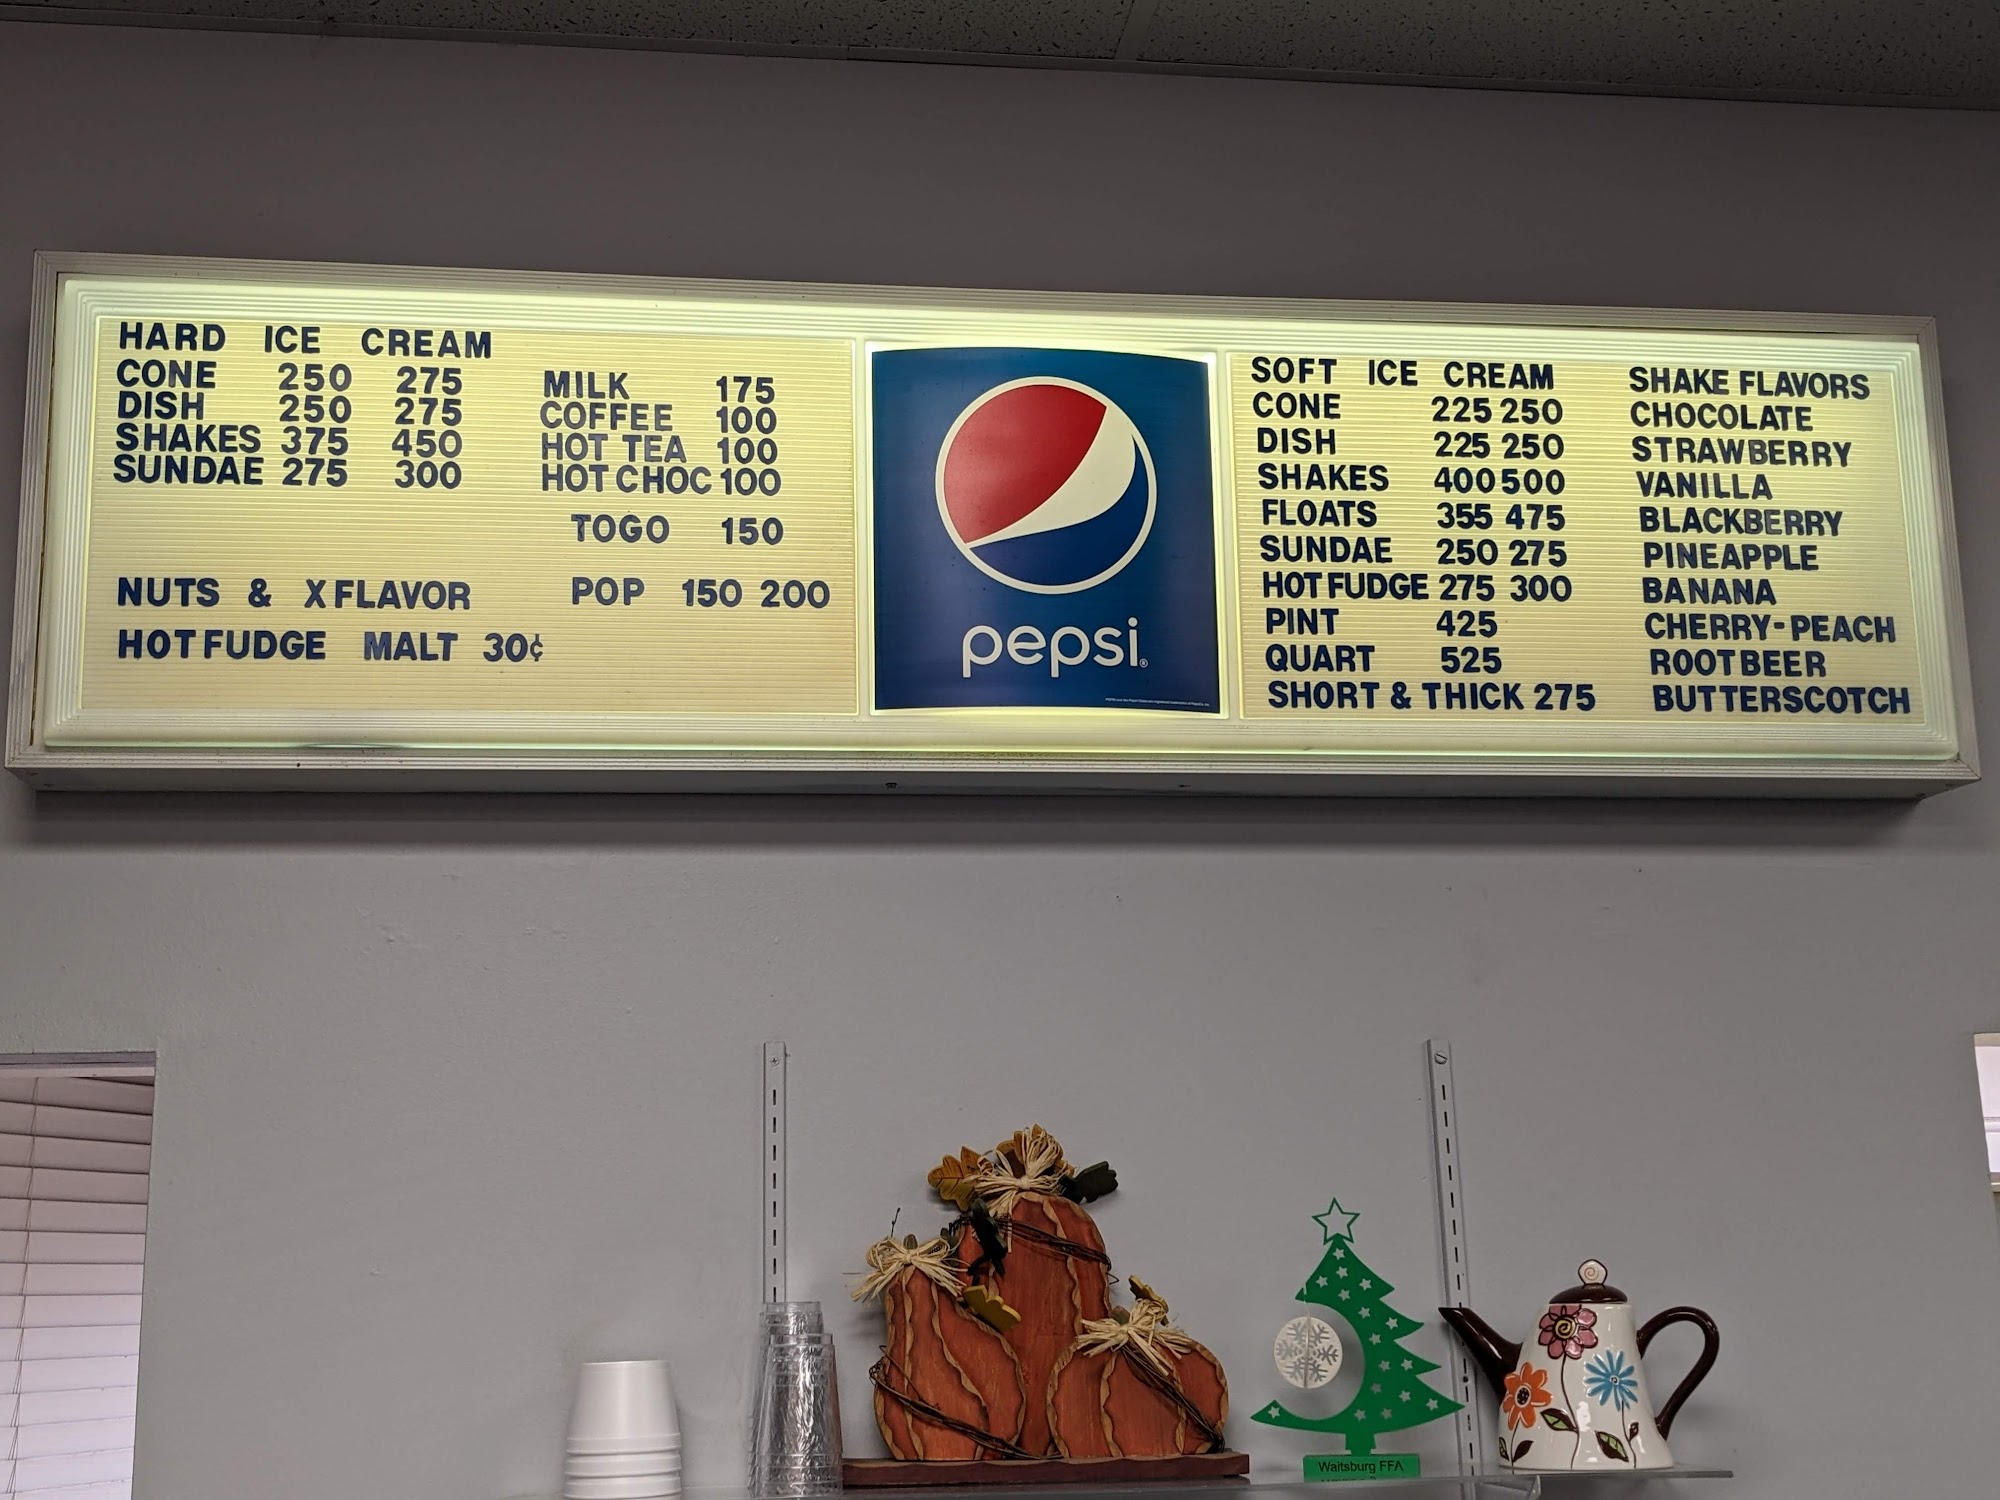 HARD ICE CREAM
CONE 250 275
DISH 250 275
SHAKES 375 450
SUNDAE 275 300
NUTS & X FLAVOR
HOT FUDGE MALT 30¢
MILK 175
COFFEE 100
HOT TEA 100
HOT CHOC 100
TOGO 150
POP 150 200
pepsi
SOFT ICE CREAM
CONE 225 250
DISH 225 250
SHAKES 400 500
FLOATS 355 475
SUNDAE 250 275
HOT FUDGE 275 300
PINT 425
QUART 525
SHORT & THICK 275
SHAKE FLAVORS
CHOCOLATE
STRAWBERRY
VANILLA
BLACKBERRY
PINEAPPLE
BANANA
CHERRY-PEACH
ROOTBEER
BUTTERSCOTCH
Waitsburg FFA